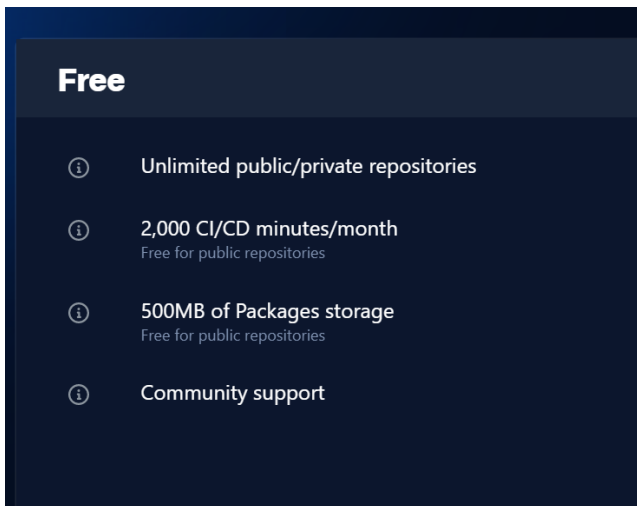 Free
Unlimited public/private repositories
2,000 CI/CD minutes/month
Free for public repositories
500MB of Packages storage
Free for public repositories
Community support